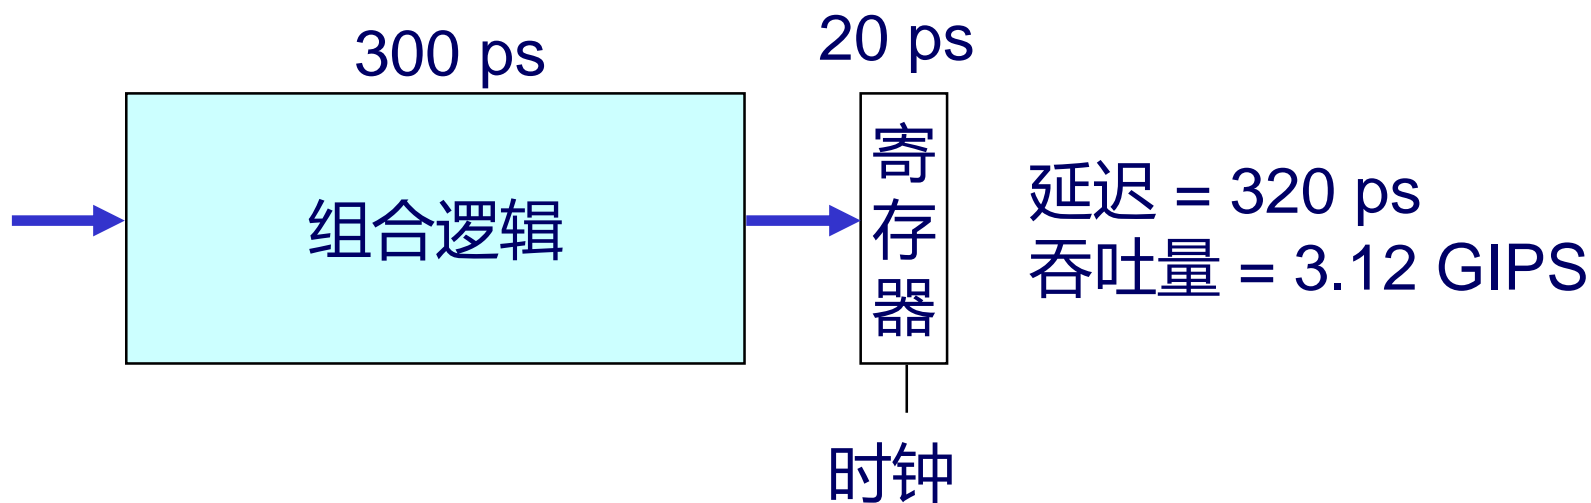 300 ps
20 ps
组合逻辑
寄存器
延迟 = 320 ps
吞吐量 = 3.12 GIPS
时钟